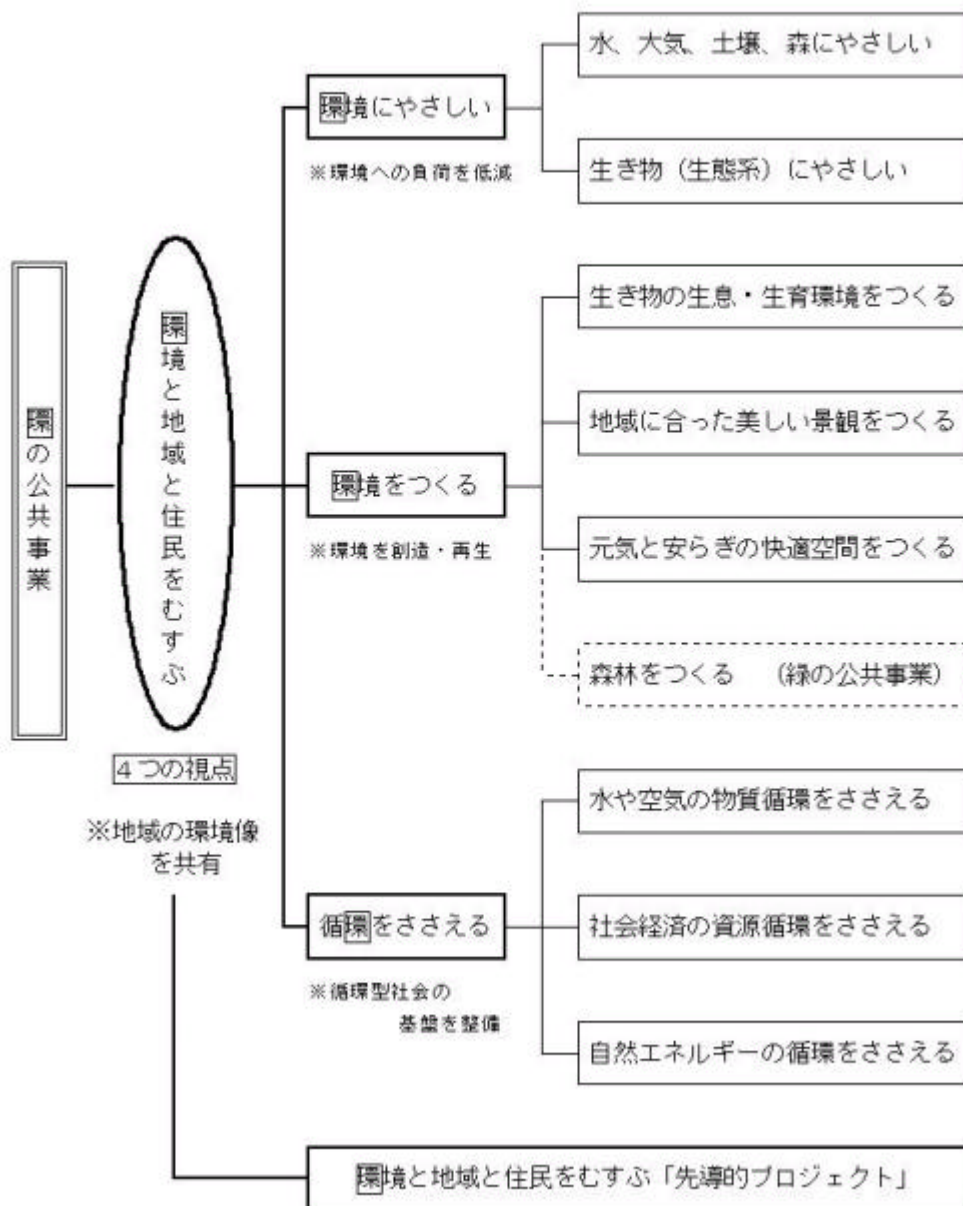 環の公共事業
環境と地域と住民をむすぶ
4つの視点
※地域の環境像
を共有
環境にやさしい
※環境への負荷を低減
水、大気、土壌、森にやさしい
生き物（生態系）にやさしい
環境をつくる
※環境を創造・再生
生き物の生息・生育環境をつくる
地域に合った美しい景観をつくる
元気と安らぎの快適空間をつくる
森林をつくる　（緑の公共事業）
循環をささえる
※循環型社会の
基盤を整備
水や空気の物質循環をささえる
社会経済の資源循環をささえる
自然エネルギーの循環をささえる
環境と地域と住民をむすぶ「先導的プロジェクト」